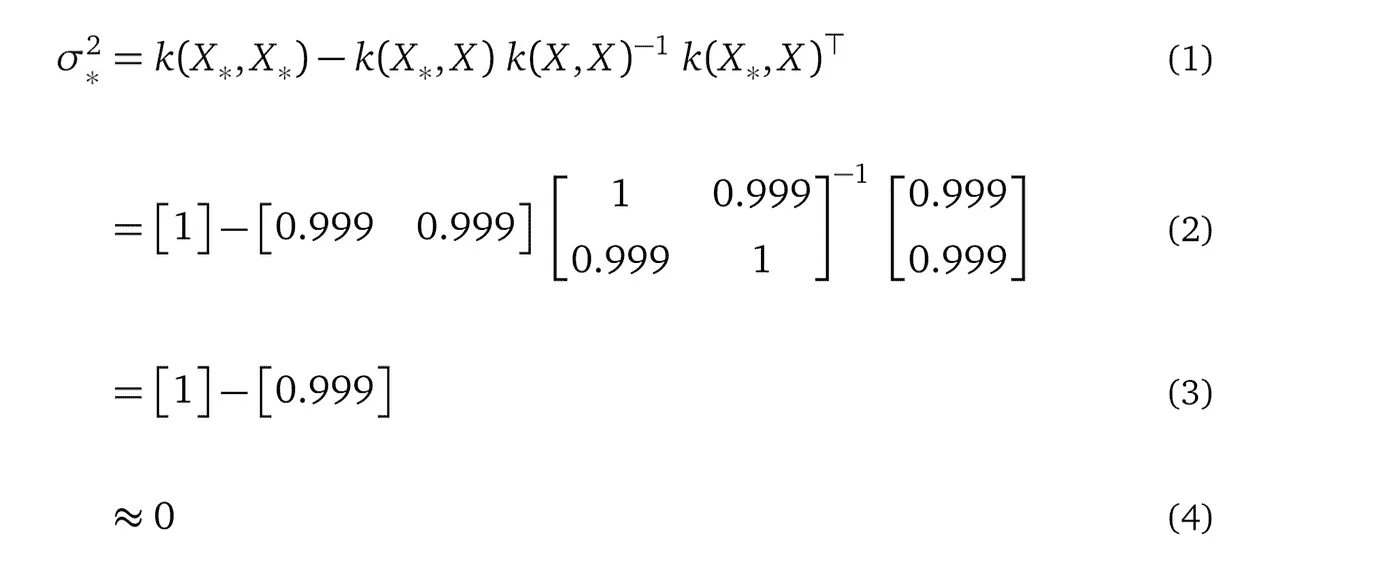 σ²_* = k(X_*,X_*) − k(X_*,X) k(X,X)⁻¹ k(X_*,X)^⊤ (1)
= [1] − [0.999 0.999] [1 0.999; 0.999 1]⁻¹ [0.999; 0.999] (2)
= [1] − [0.999] (3)
≈ 0 (4)